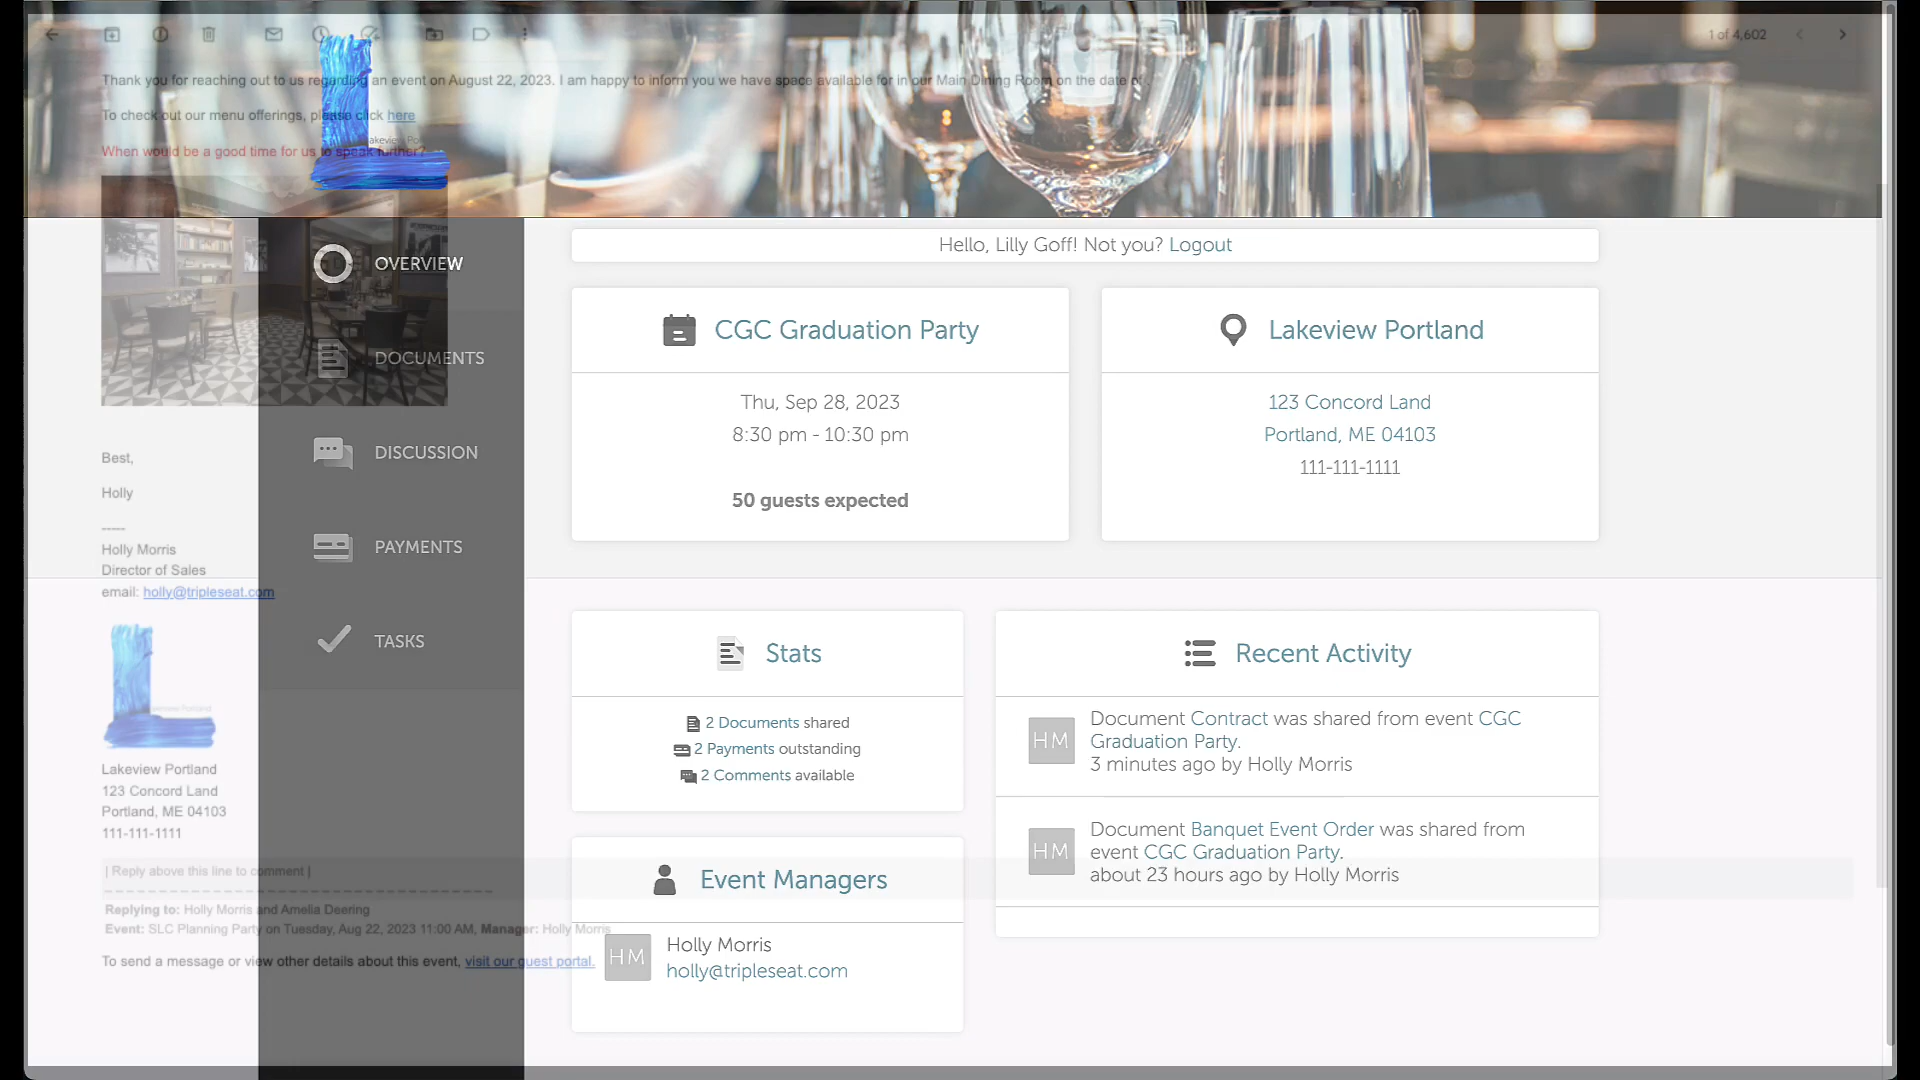 1 of 4,602
Thank you for reaching out to us regarding an event on August 22, 2023. I am happy to inform you we have space available for in our Main Dining Room on the date of
To check out our menu offerings, please click here
When would be a good time for us to speak further?
Hello, Lilly Goff! Not you? Logout
OVERVIEW
DOCUMENTS
DISCUSSION
PAYMENTS
TASKS
CGC Graduation Party
Thu, Sep 28, 2023
8:30 pm - 10:30 pm
50 guests expected
Lakeview Portland
123 Concord Land
Portland, ME 04103
111-111-1111
Best,
Holly
-----
Holly Morris
Director of Sales
email: holly@tripleseat.com
Lakeview Portland
Lakeview Portland
123 Concord Land
Portland, ME 04103
111-111-1111
Stats
2 Documents shared
2 Payments outstanding
2 Comments available
Recent Activity
HM
Document Contract was shared from event CGC
Graduation Party.
3 minutes ago by Holly Morris
HM
Document Banquet Event Order was shared from
event CGC Graduation Party.
about 23 hours ago by Holly Morris
Event Managers
HM
Holly Morris
holly@tripleseat.com
| Reply above this line to comment |
Replying to: Holly Morris and Amelia Deering
Event: SLC Planning Party on Tuesday, Aug 22, 2023 11:00 AM, Manager: Holly Morris
To send a message or view other details about this event, visit our guest portal.